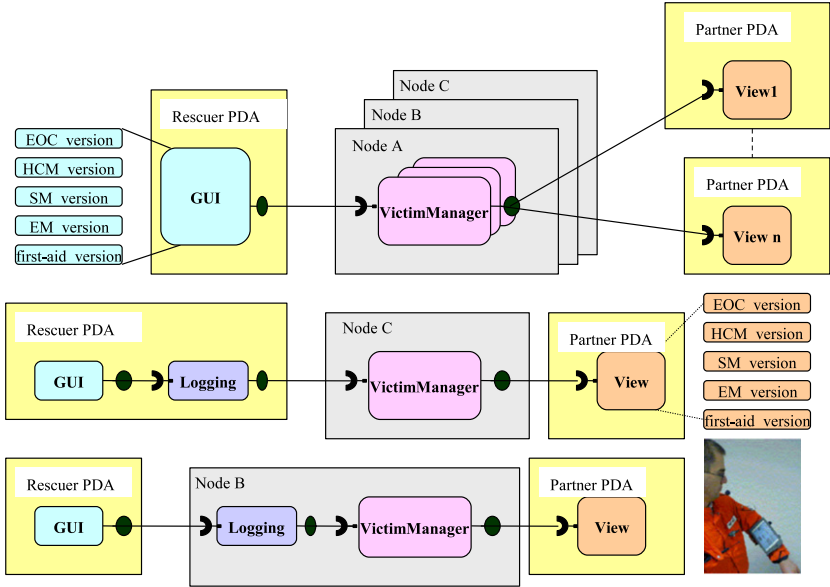 Partner PDA
View1
Node C
Node B
Node A
Rescuer PDA
EOC version
HCM version
SM version
EM version
first-aid version
GUI
VictimManager
Partner PDA
View n
Rescuer PDA
GUI
Logging
Node C
VictimManager
Partner PDA
View
EOC version
HCM version
SM version
EM version
first-aid version
Rescuer PDA
GUI
Node B
Logging
VictimManager
Partner PDA
View